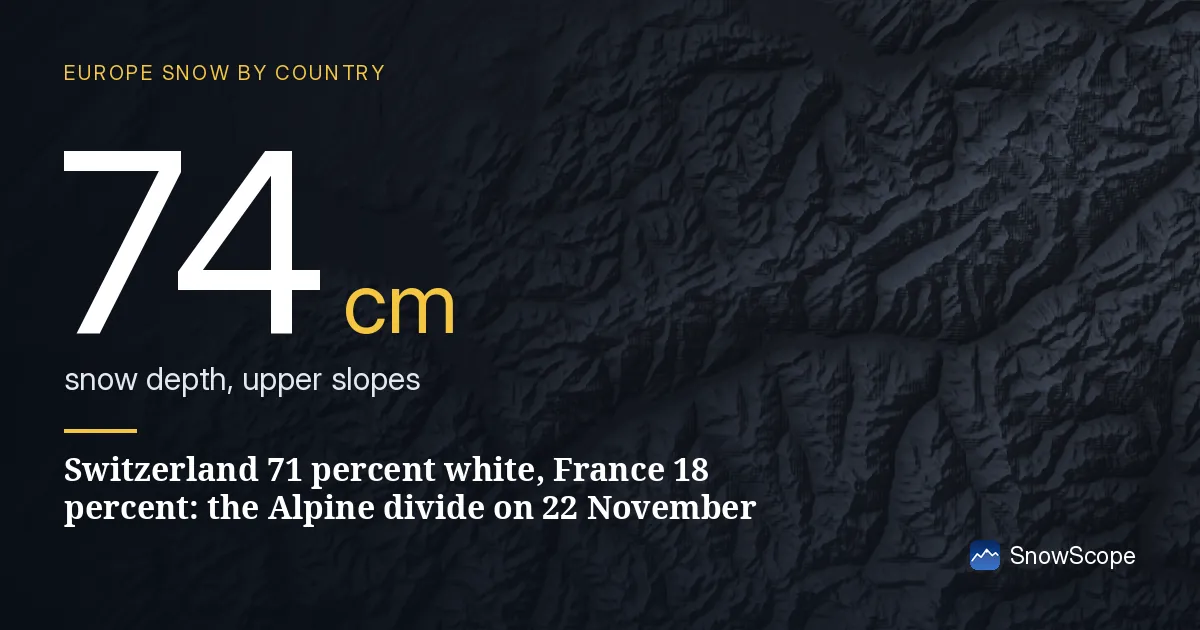 EUROPE SNOW BY COUNTRY
74 cm
snow depth, upper slopes
Switzerland 71 percent white, France 18
percent: the Alpine divide on 22 November
SnowScope